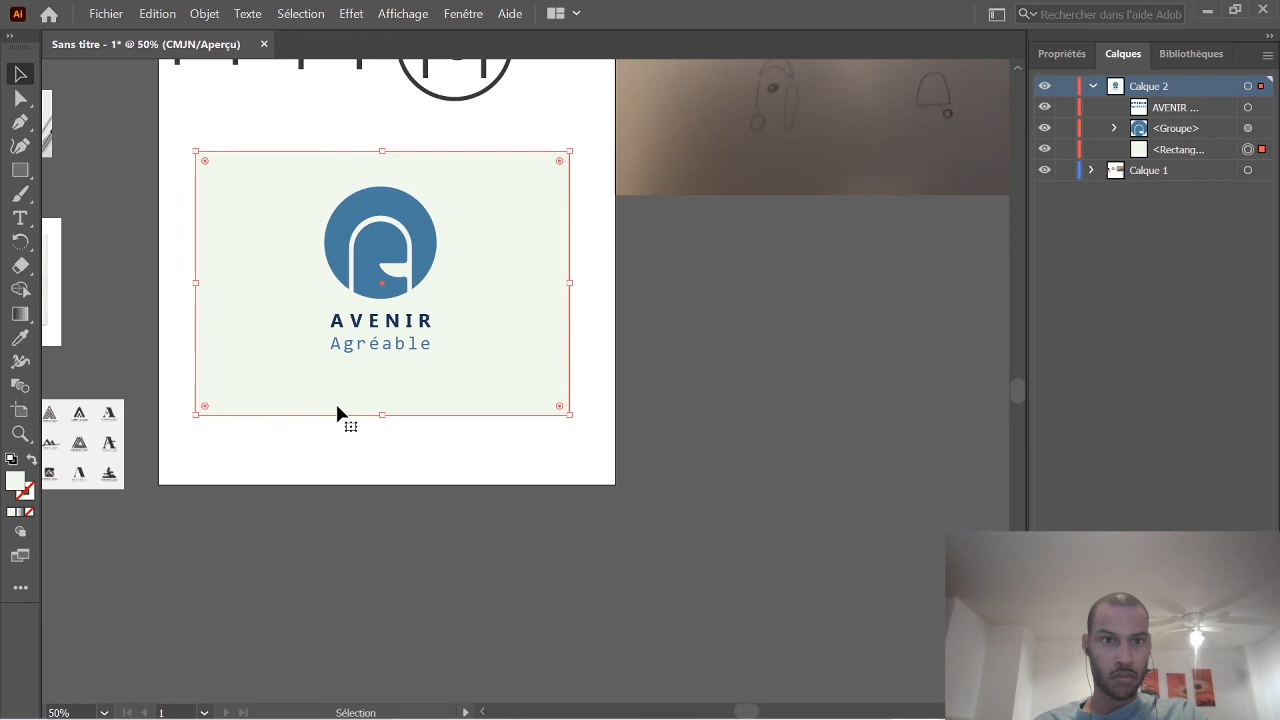 Ai Fichier Edition Objet Texte Sélection Effet Affichage Fenêtre Aide Rechercher dans l'aide Adob
Sans titre - 1* @ 50% (CMJN/Aperçu)
Propriétés Calques Bibliothèques
Calque 2
AVENIR ...
<Groupe>
<Rectang...
Calque 1
AVENIR
Agréable
50% 1 Sélection